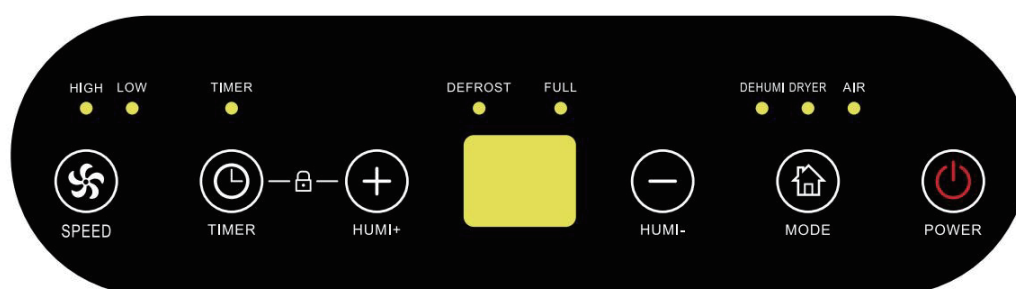 HIGH LOW TIMER DEFROST FULL DEHUMI DRYER AIR
SPEED TIMER HUMI+ HUMI- MODE POWER